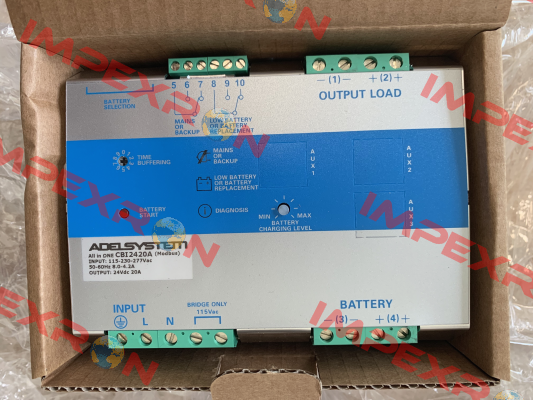 5 6 7 8 9 10
− (1) − + (2) +
BATTERY
SELECTION
MAINS
OR
BACKUP
LOW BATTERY
OR BATTERY
REPLACEMENT
OUTPUT LOAD
TIME
BUFFERING
MAINS
OR
BACKUP
LOW BATTERY
OR BATTERY
REPLACEMENT
AUX1
AUX2
AUX3
BATTERY
START
DIAGNOSIS
MIN MAX
BATTERY
CHARGING LEVEL
ADELSYSTEM
All in ONE CBI2420A (Modbus)
INPUT: 115-230-277Vac
50-60Hz 8.0-4.2A
OUTPUT: 24Vdc 20A
INPUT
BRIDGE ONLY
115Vac
L N
BATTERY
− (3) − + (4) +
IMPEXRON
IMPEXRON
IMPEXRON